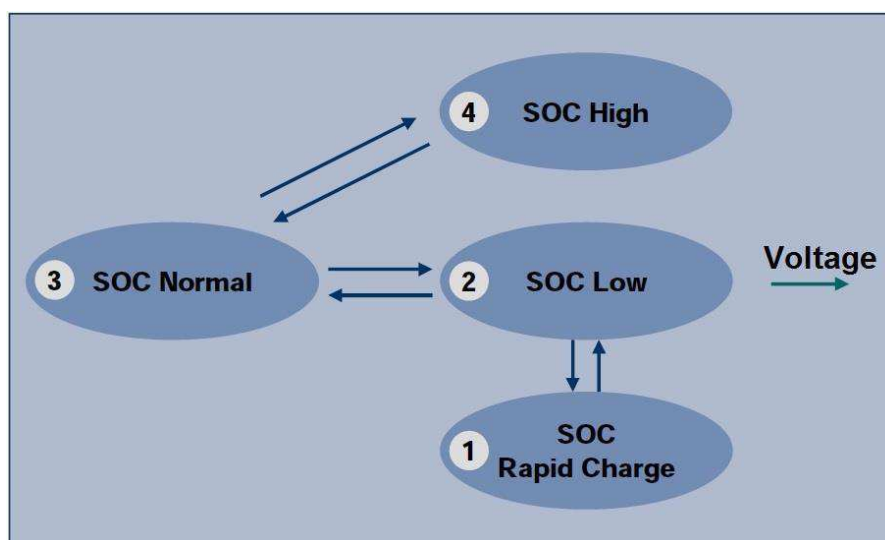 4 SOC High
3 SOC Normal
2 SOC Low
Voltage
1 SOC
Rapid Charge